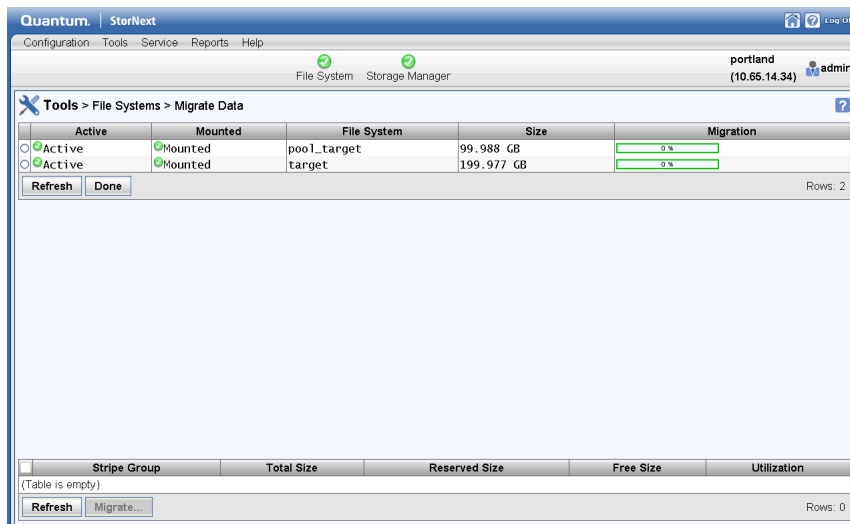 Quantum. StorNext Log O
Configuration Tools Service Reports Help
File System Storage Manager
portland
(10.65.14.34)
admin
Tools > File Systems > Migrate Data ?
Active Mounted File System Size Migration
Active Mounted pool_target 99.988 GB 0 %
Active Mounted target 199.977 GB 0 %
Refresh Done Rows: 2
Stripe Group Total Size Reserved Size Free Size Utilization
(Table is empty)
Refresh Migrate... Rows: 0